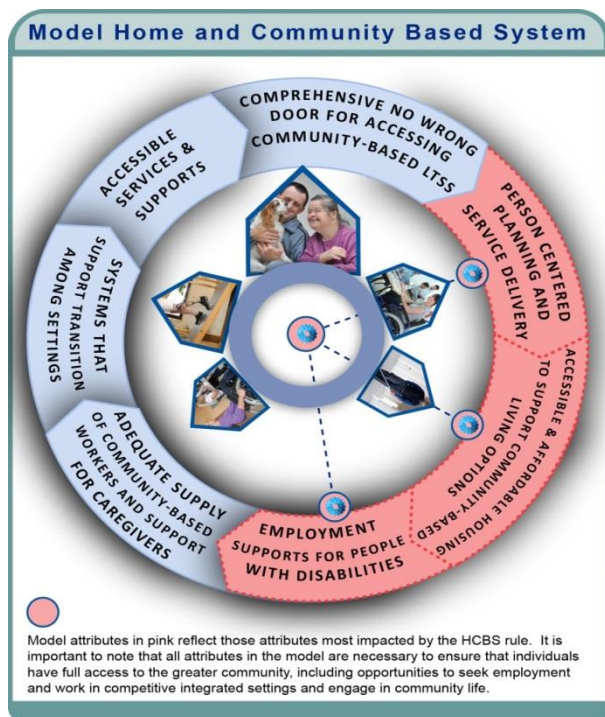 Model Home and Community Based System
COMPREHENSIVE NO WRONG
DOOR FOR ACCESSING
COMMUNITY-BASED LTSS
PERSON CENTERED
PLANNING AND
SERVICE DELIVERY
ACCESSIBLE & AFFORDABLE HOUSING
TO SUPPORT COMMUNITY-BASED
LIVING OPTIONS
EMPLOYMENT
SUPPORTS FOR PEOPLE
WITH DISABILITIES
ADEQUATE SUPPLY
OF COMMUNITY-BASED
WORKERS AND SUPPORT
FOR CAREGIVERS
SYSTEMS THAT
SUPPORT TRANSITION
AMONG SETTINGS
ACCESSIBLE
SERVICES &
SUPPORTS
Model attributes in pink reflect those attributes most impacted by the HCBS rule. It is
important to note that all attributes in the model are necessary to ensure that individuals
have full access to the greater community, including opportunities to seek employment
and work in competitive integrated settings and engage in community life.